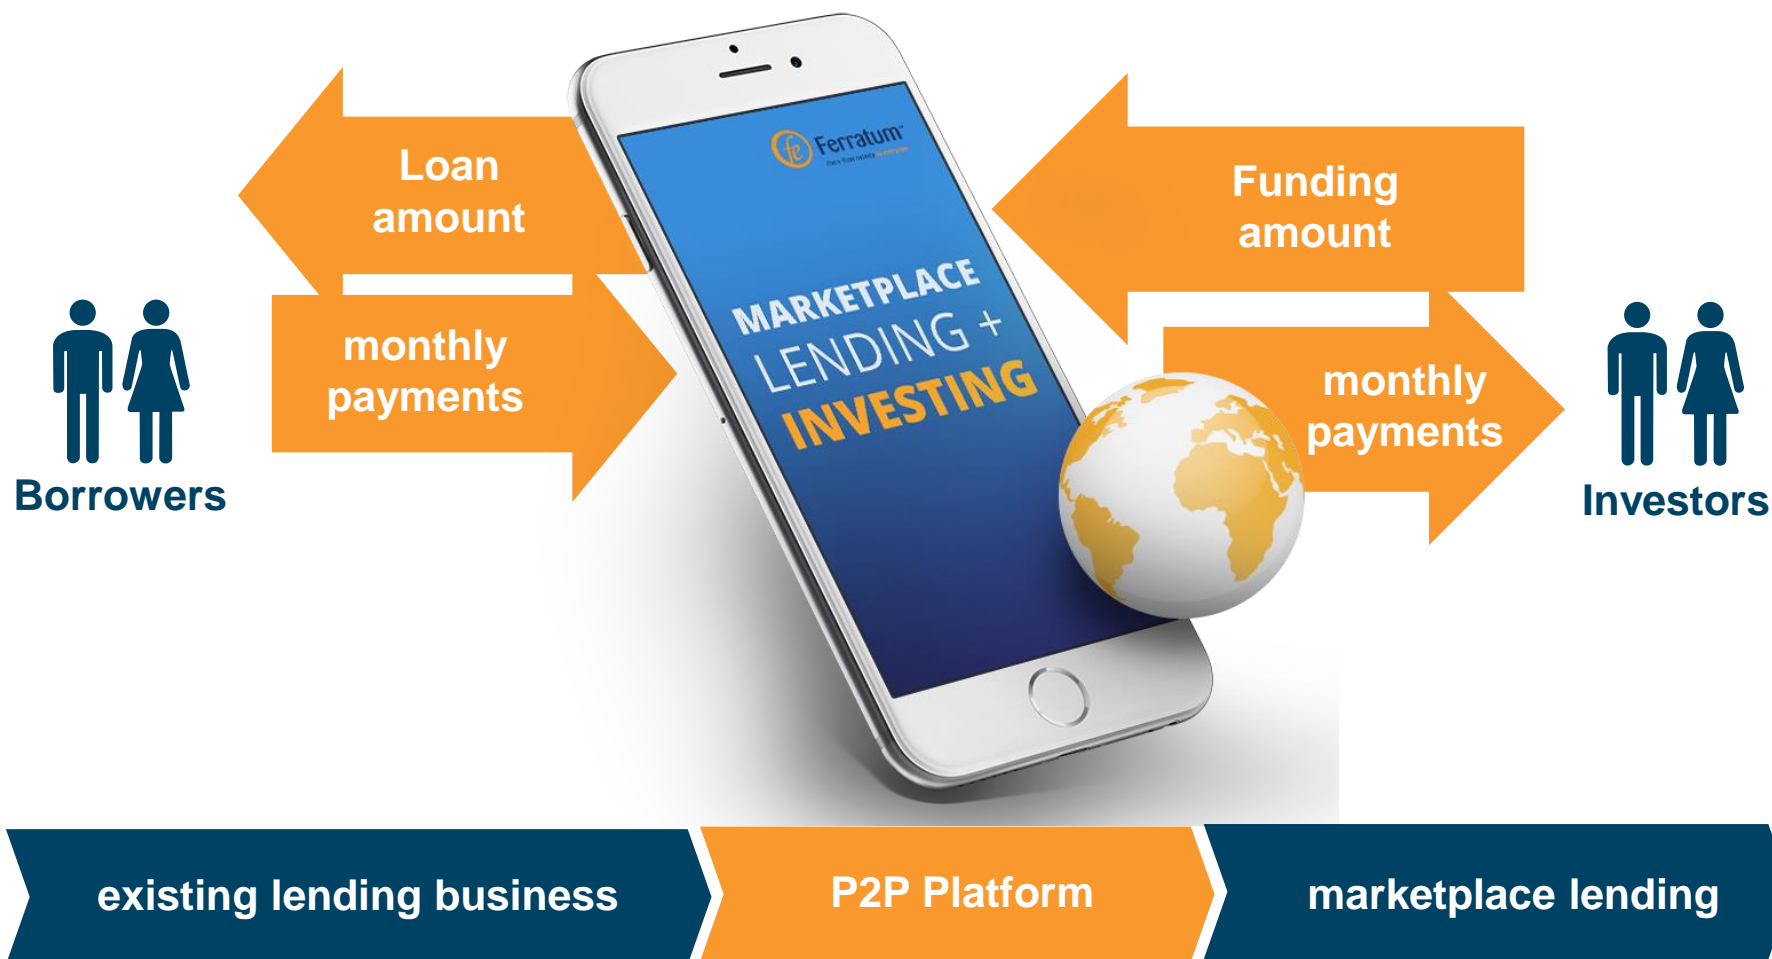 Loan
amount
monthly
payments
Borrowers
fe Ferratum
MARKETPLACE
LENDING +
INVESTING
Funding
amount
monthly
payments
Investors
existing lending business
P2P Platform
marketplace lending